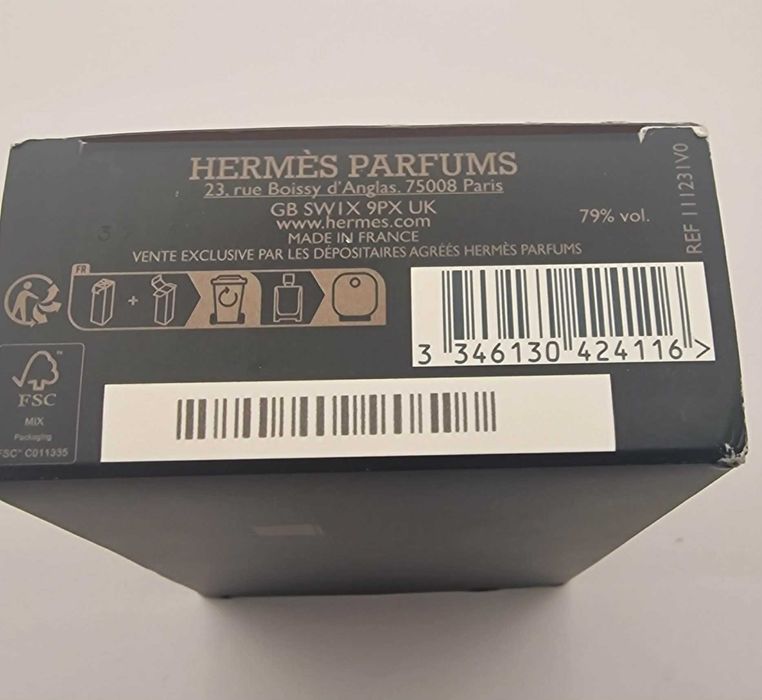 HERMÈS PARFUMS
23, rue Boissy d'Anglas. 75008 Paris
GB SW1X 9PX UK
www.hermes.com
MADE IN FRANCE
VENTE EXCLUSIVE PAR LES DÉPOSITAIRES AGRÉÉS HERMÈS PARFUMS
79% vol.
REF 111231V0
FR
+
3 346130 424116 >
FSC™
MIX
Packaging
FSC® C011335